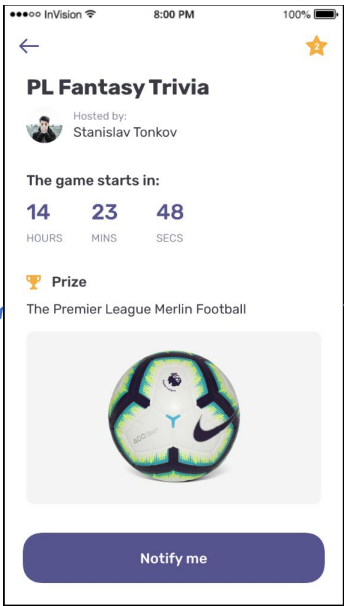 InVision
8:00 PM
100%
2
PL Fantasy Trivia
Hosted by:
Stanislav Tonkov
The game starts in:
14 23 48
HOURS MINS SECS
Prize
The Premier League Merlin Football
ACC
Notify me